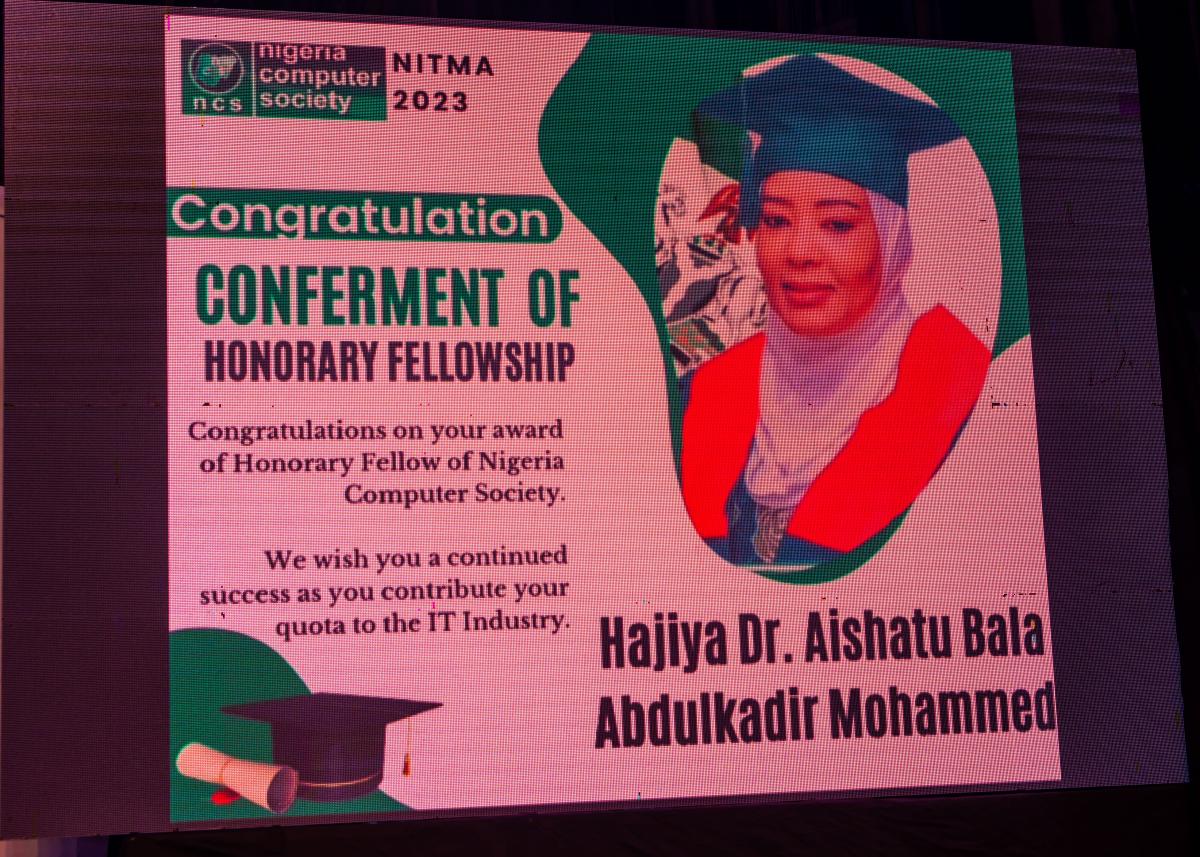 nigeria
computer
society
ncs
NITMA
2023
Congratulation
CONFERMENT OF
HONORARY FELLOWSHIP
Congratulations on your award
of Honorary Fellow of Nigeria
Computer Society.
We wish you a continued
success as you contribute your
quota to the IT Industry.
Hajiya Dr. Aishatu Bala
Abdulkadir Mohammed